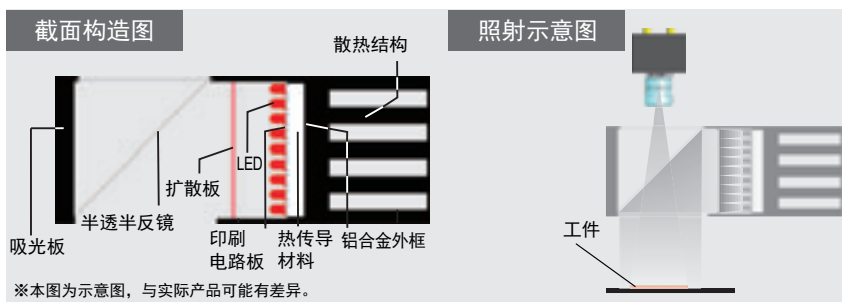 截面构造图
散热结构
LED
扩散板
半透半反镜
吸光板
印刷
电路板
热传导
材料
铝合金外框
※本图为示意图，与实际产品可能有差异。
照射示意图
工件